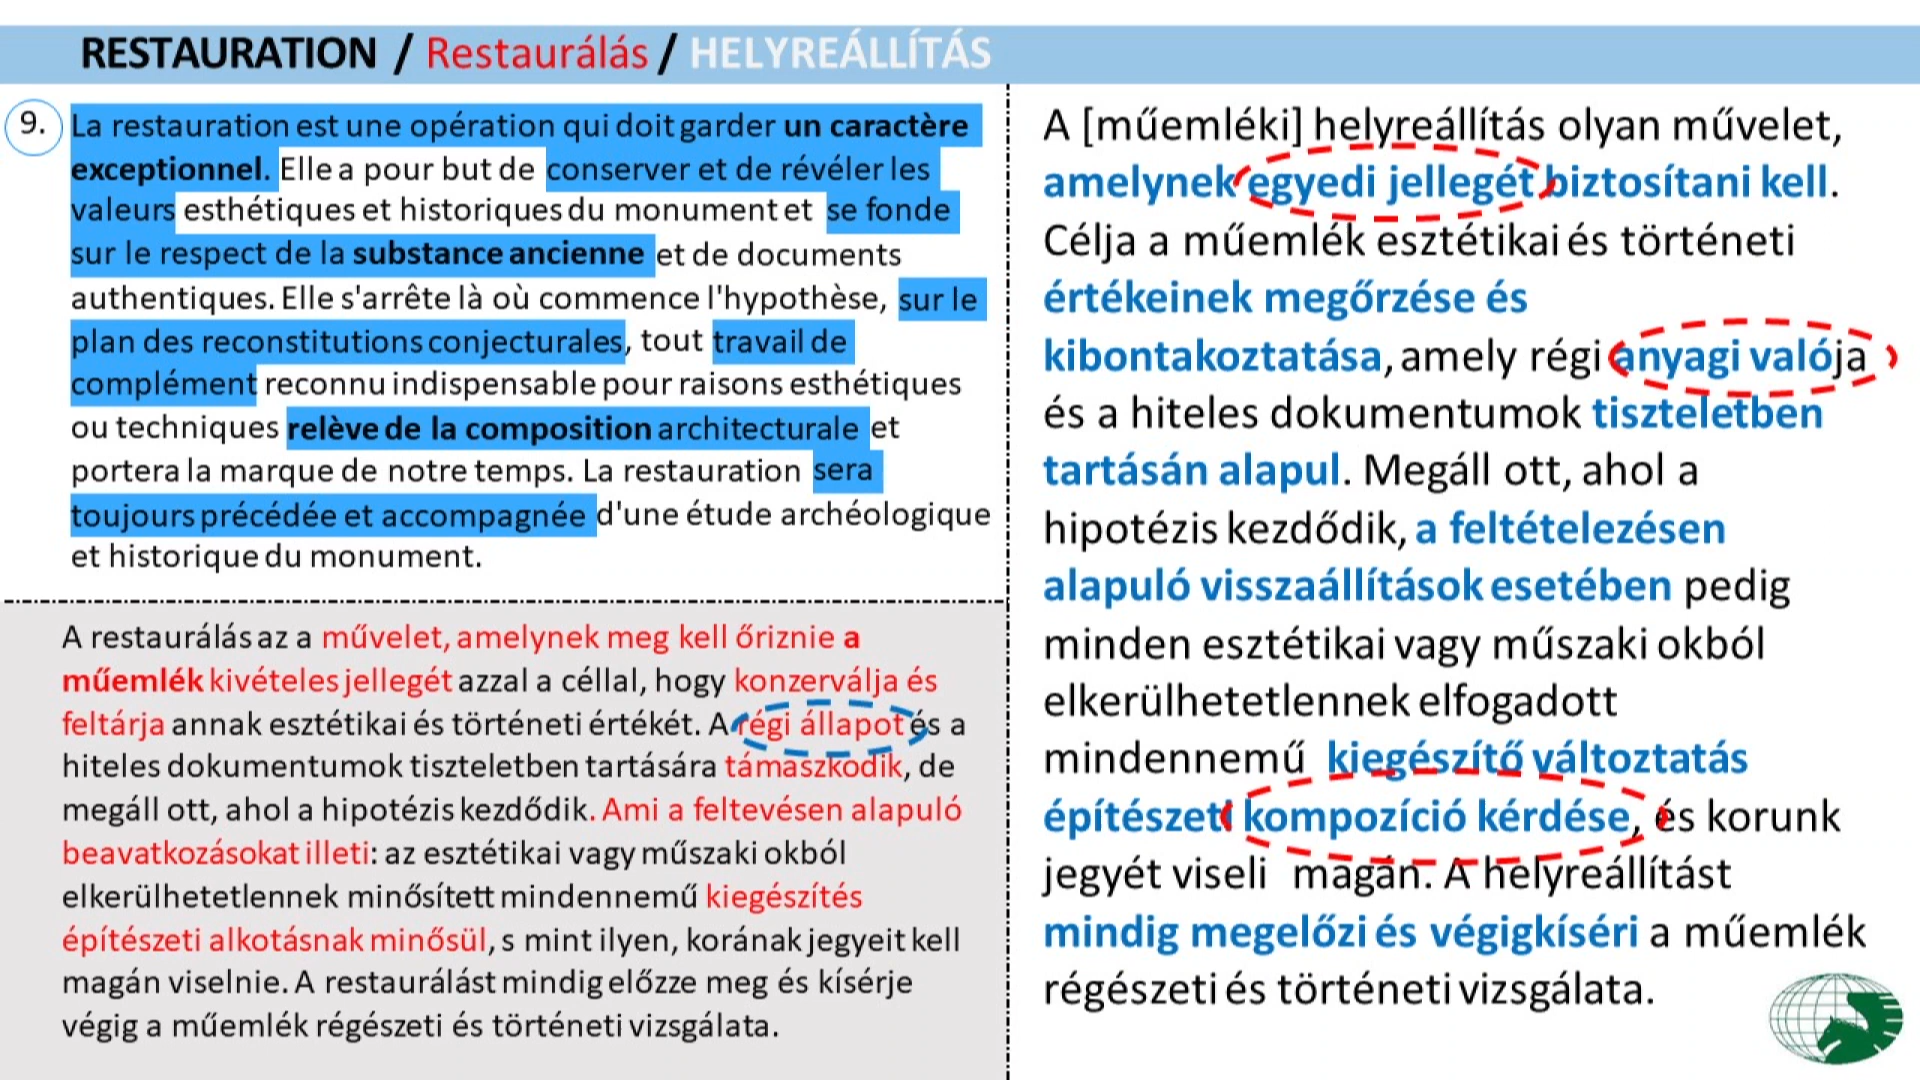 RESTAURATION / Restaurálás / HELYREÁLLÍTÁS
9.
La restauration est une opération qui doit garder un caractère
exceptionnel. Elle a pour but de conserver et de révéler les
valeurs esthétiques et historiques du monument et se fonde
sur le respect de la substance ancienne et de documents
authentiques. Elle s'arrête là où commence l'hypothèse, sur le
plan des reconstitutions conjecturales, tout travail de
complément reconnu indispensable pour raisons esthétiques
ou techniques relève de la composition architecturale et
portera la marque de notre temps. La restauration sera
toujours précédée et accompagnée d'une étude archéologique
et historique du monument.
A restaurálás az a művelet, amelynek meg kell őriznie a
műemlék kivételes jellegét azzal a céllal, hogy konzerválja és
feltárja annak esztétikai és történeti értékét. A régi állapot és a
hiteles dokumentumok tiszteletben tartására támaszkodik, de
megáll ott, ahol a hipotézis kezdődik. Ami a feltevésen alapuló
beavatkozásokat illeti: az esztétikai vagy műszaki okból
elkerülhetetlennek minősített mindennemű kiegészítés
építészeti alkotásnak minősül, s mint ilyen, korának jegyeit kell
magán viselnie. A restaurálást mindig előzze meg és kísérje
végig a műemlék régészeti és történeti vizsgálata.
A [műemléki] helyreállítás olyan művelet,
amelynek egyedi jellegét biztosítani kell.
Célja a műemlék esztétikai és történeti
értékeinek megőrzése és
kibontakoztatása, amely régi anyagi valója
és a hiteles dokumentumok tiszteletben
tartásán alapul. Megáll ott, ahol a
hipotézis kezdődik, a feltételezésen
alapuló visszaállítások esetében pedig
minden esztétikai vagy műszaki okból
elkerülhetetlennek elfogadott
mindennemű kiegészítő változtatás
építészeti kompozíció kérdése, és korunk
jegyét viseli magán. A helyreállítást
mindig megelőzi és végigkíséri a műemlék
régészeti és történeti vizsgálata.